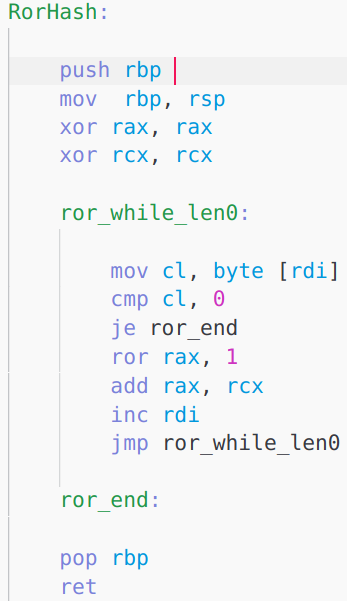 RorHash:
push rbp
mov  rbp, rsp
xor rax, rax
xor rcx, rcx
ror_while_len0:
mov cl, byte [rdi]
cmp cl, 0
je ror_end
ror rax, 1
add rax, rcx
inc rdi
jmp ror_while_len0
ror_end:
pop rbp
ret